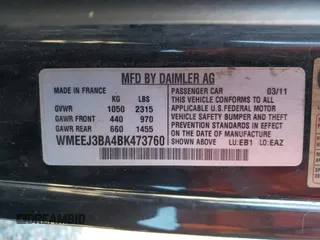 MFD BY DAIMLER AG
MADE IN FRANCE
KG LBS
GVWR 1050 2315
GAWR FRONT 440 970
GAWR REAR 660 1455
PASSENGER CAR 03/11
THIS VEHICLE CONFORMS TO ALL
APPLICABLE U.S. FEDERAL MOTOR
VEHICLE SAFETY, BUMPER, AND
THEFT PREVENTION STANDARDS
IN EFFECT ON THE DATE OF
MANUFACTURE SHOWN ABOVE
WMEEJ3BA4BK473760
LU:EB1 LO:EAZ
BIDMOTO